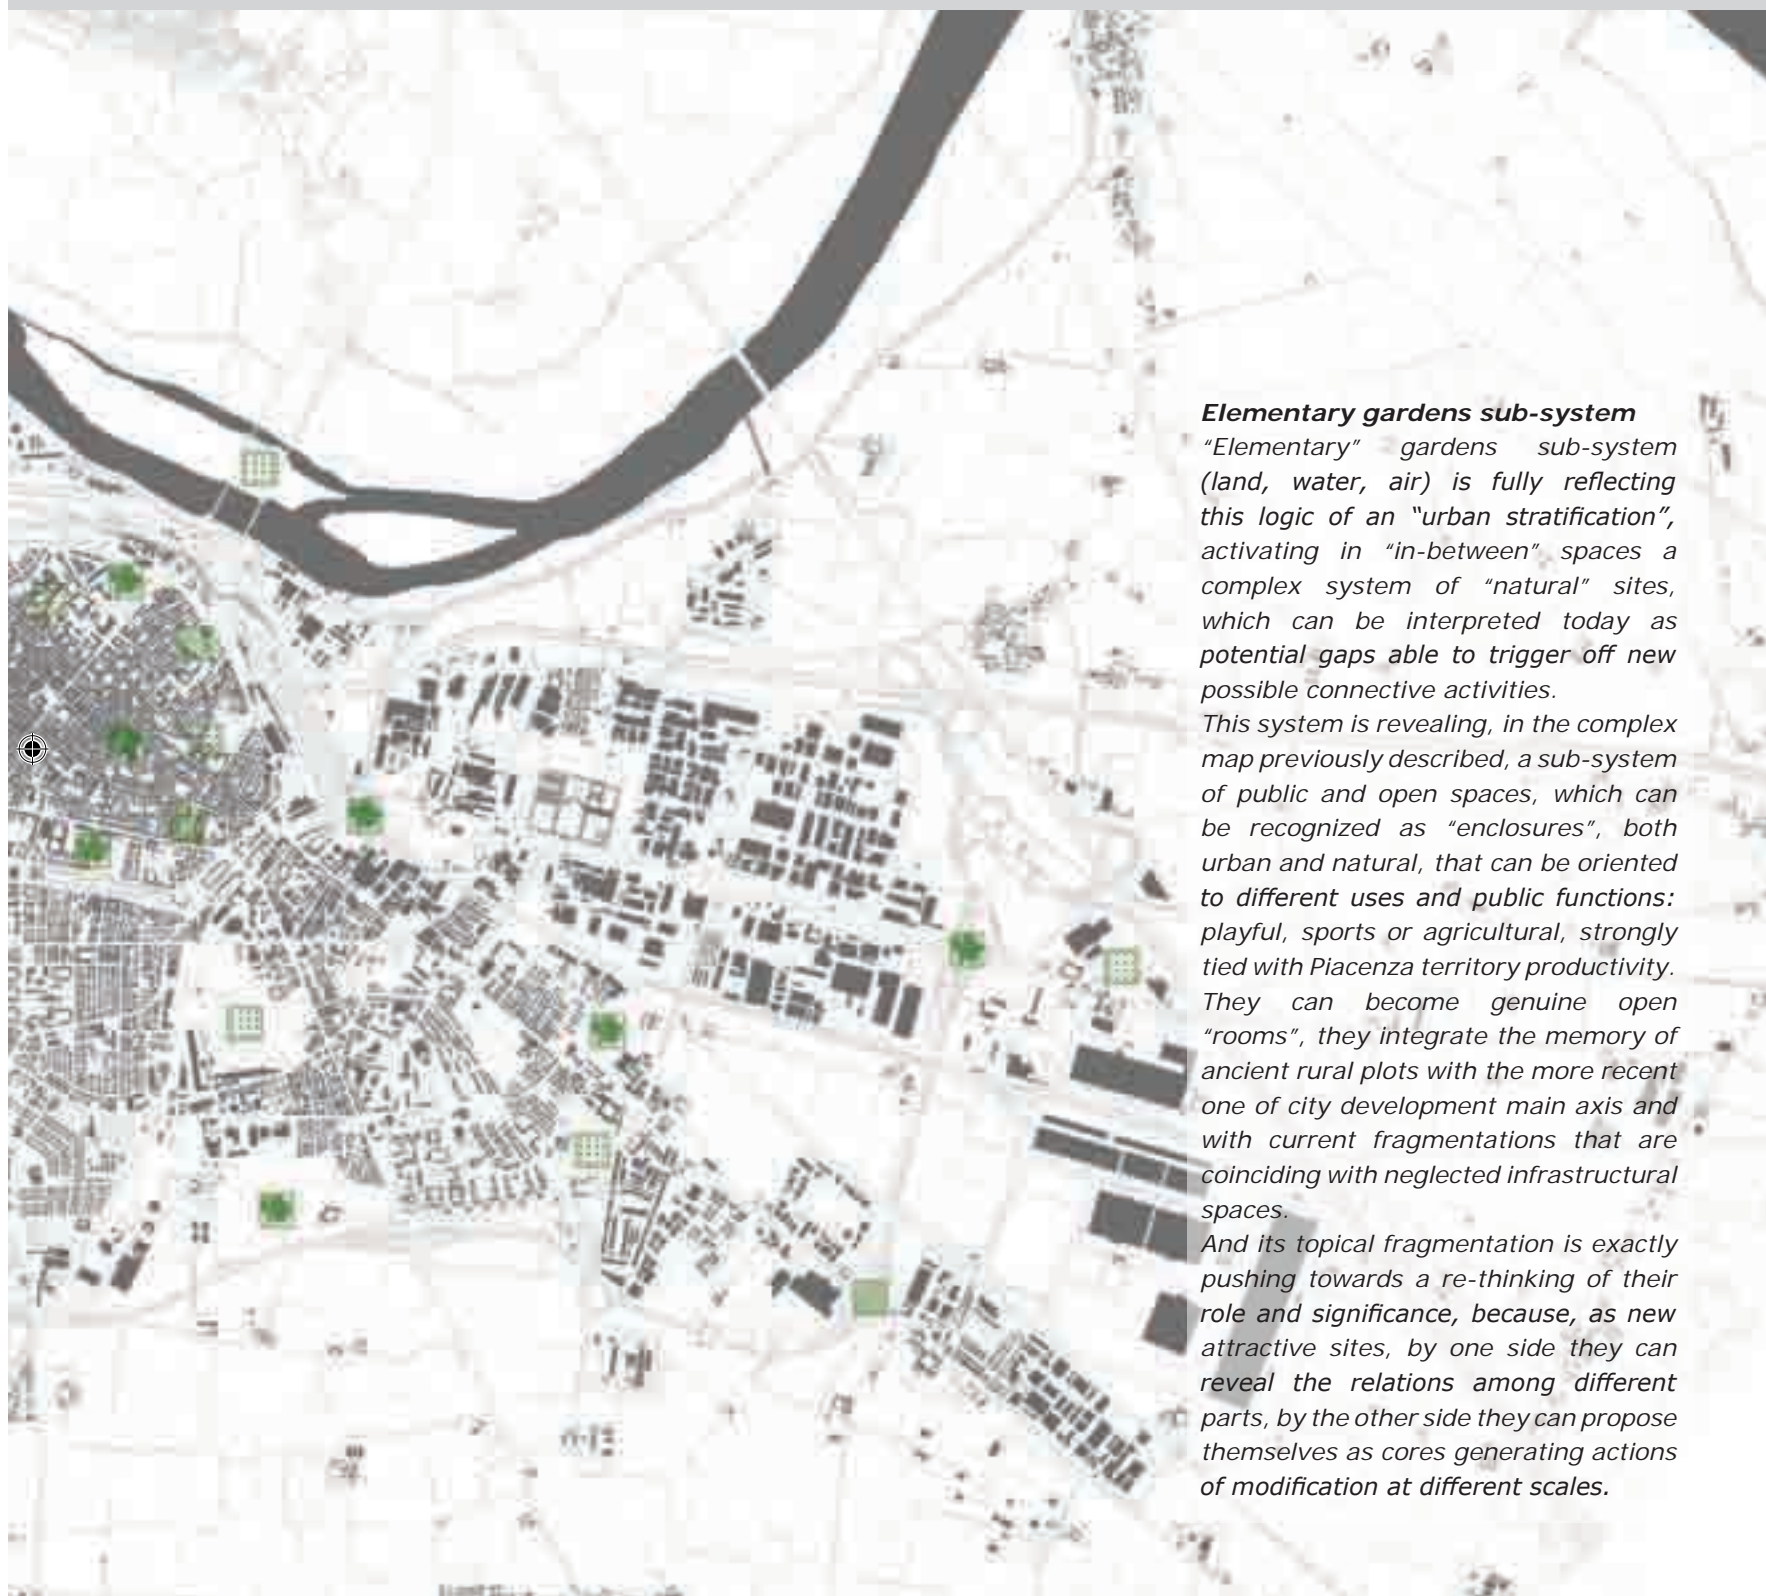 Elementary gardens sub-system
“Elementary” gardens sub-system
(land, water, air) is fully reflecting
this logic of an “urban stratification”,
activating in “in-between” spaces a
complex system of “natural” sites,
which can be interpreted today as
potential gaps able to trigger off new
possible connective activities.
This system is revealing, in the complex
map previously described, a sub-system
of public and open spaces, which can
be recognized as “enclosures”, both
urban and natural, that can be oriented
to different uses and public functions:
playful, sports or agricultural, strongly
tied with Piacenza territory productivity.
They can become genuine open
“rooms”, they integrate the memory of
ancient rural plots with the more recent
one of city development main axis and
with current fragmentations that are
coinciding with neglected infrastructural
spaces.
And its topical fragmentation is exactly
pushing towards a re-thinking of their
role and significance, because, as new
attractive sites, by one side they can
reveal the relations among different
parts, by the other side they can propose
themselves as cores generating actions
of modification at different scales.